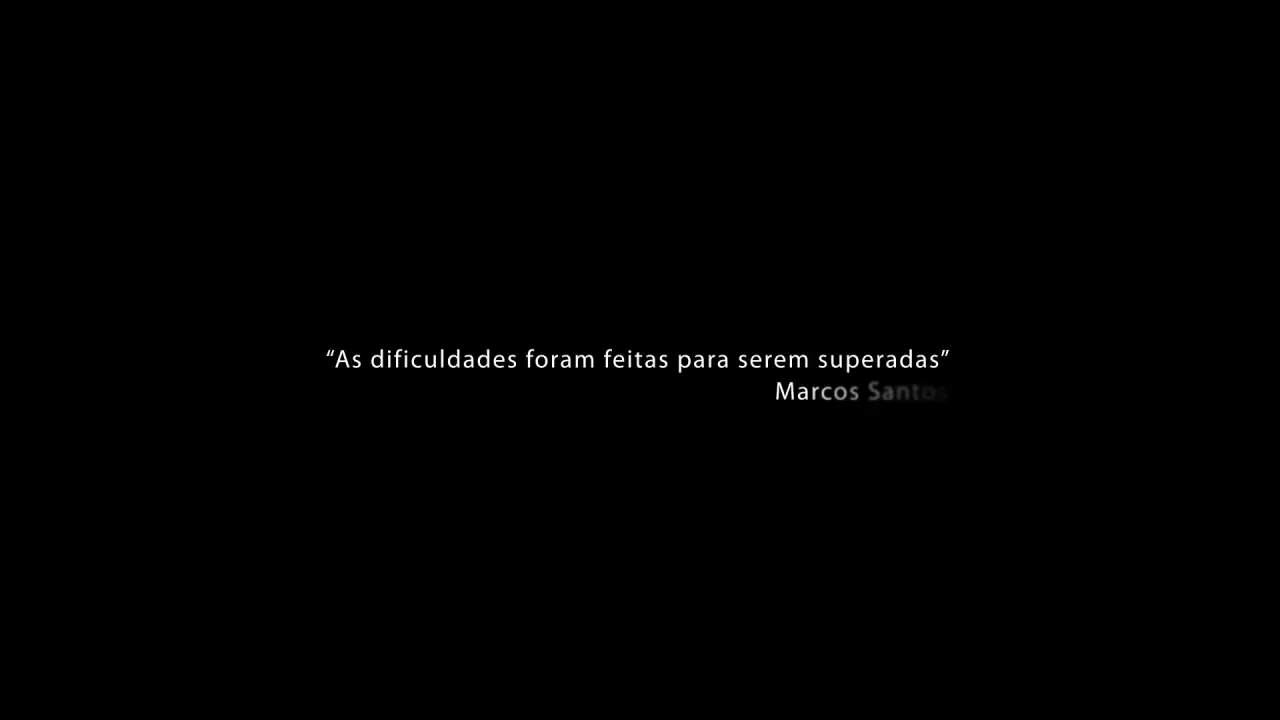 “As dificuldades foram feitas para serem superadas”
Marcos Santos